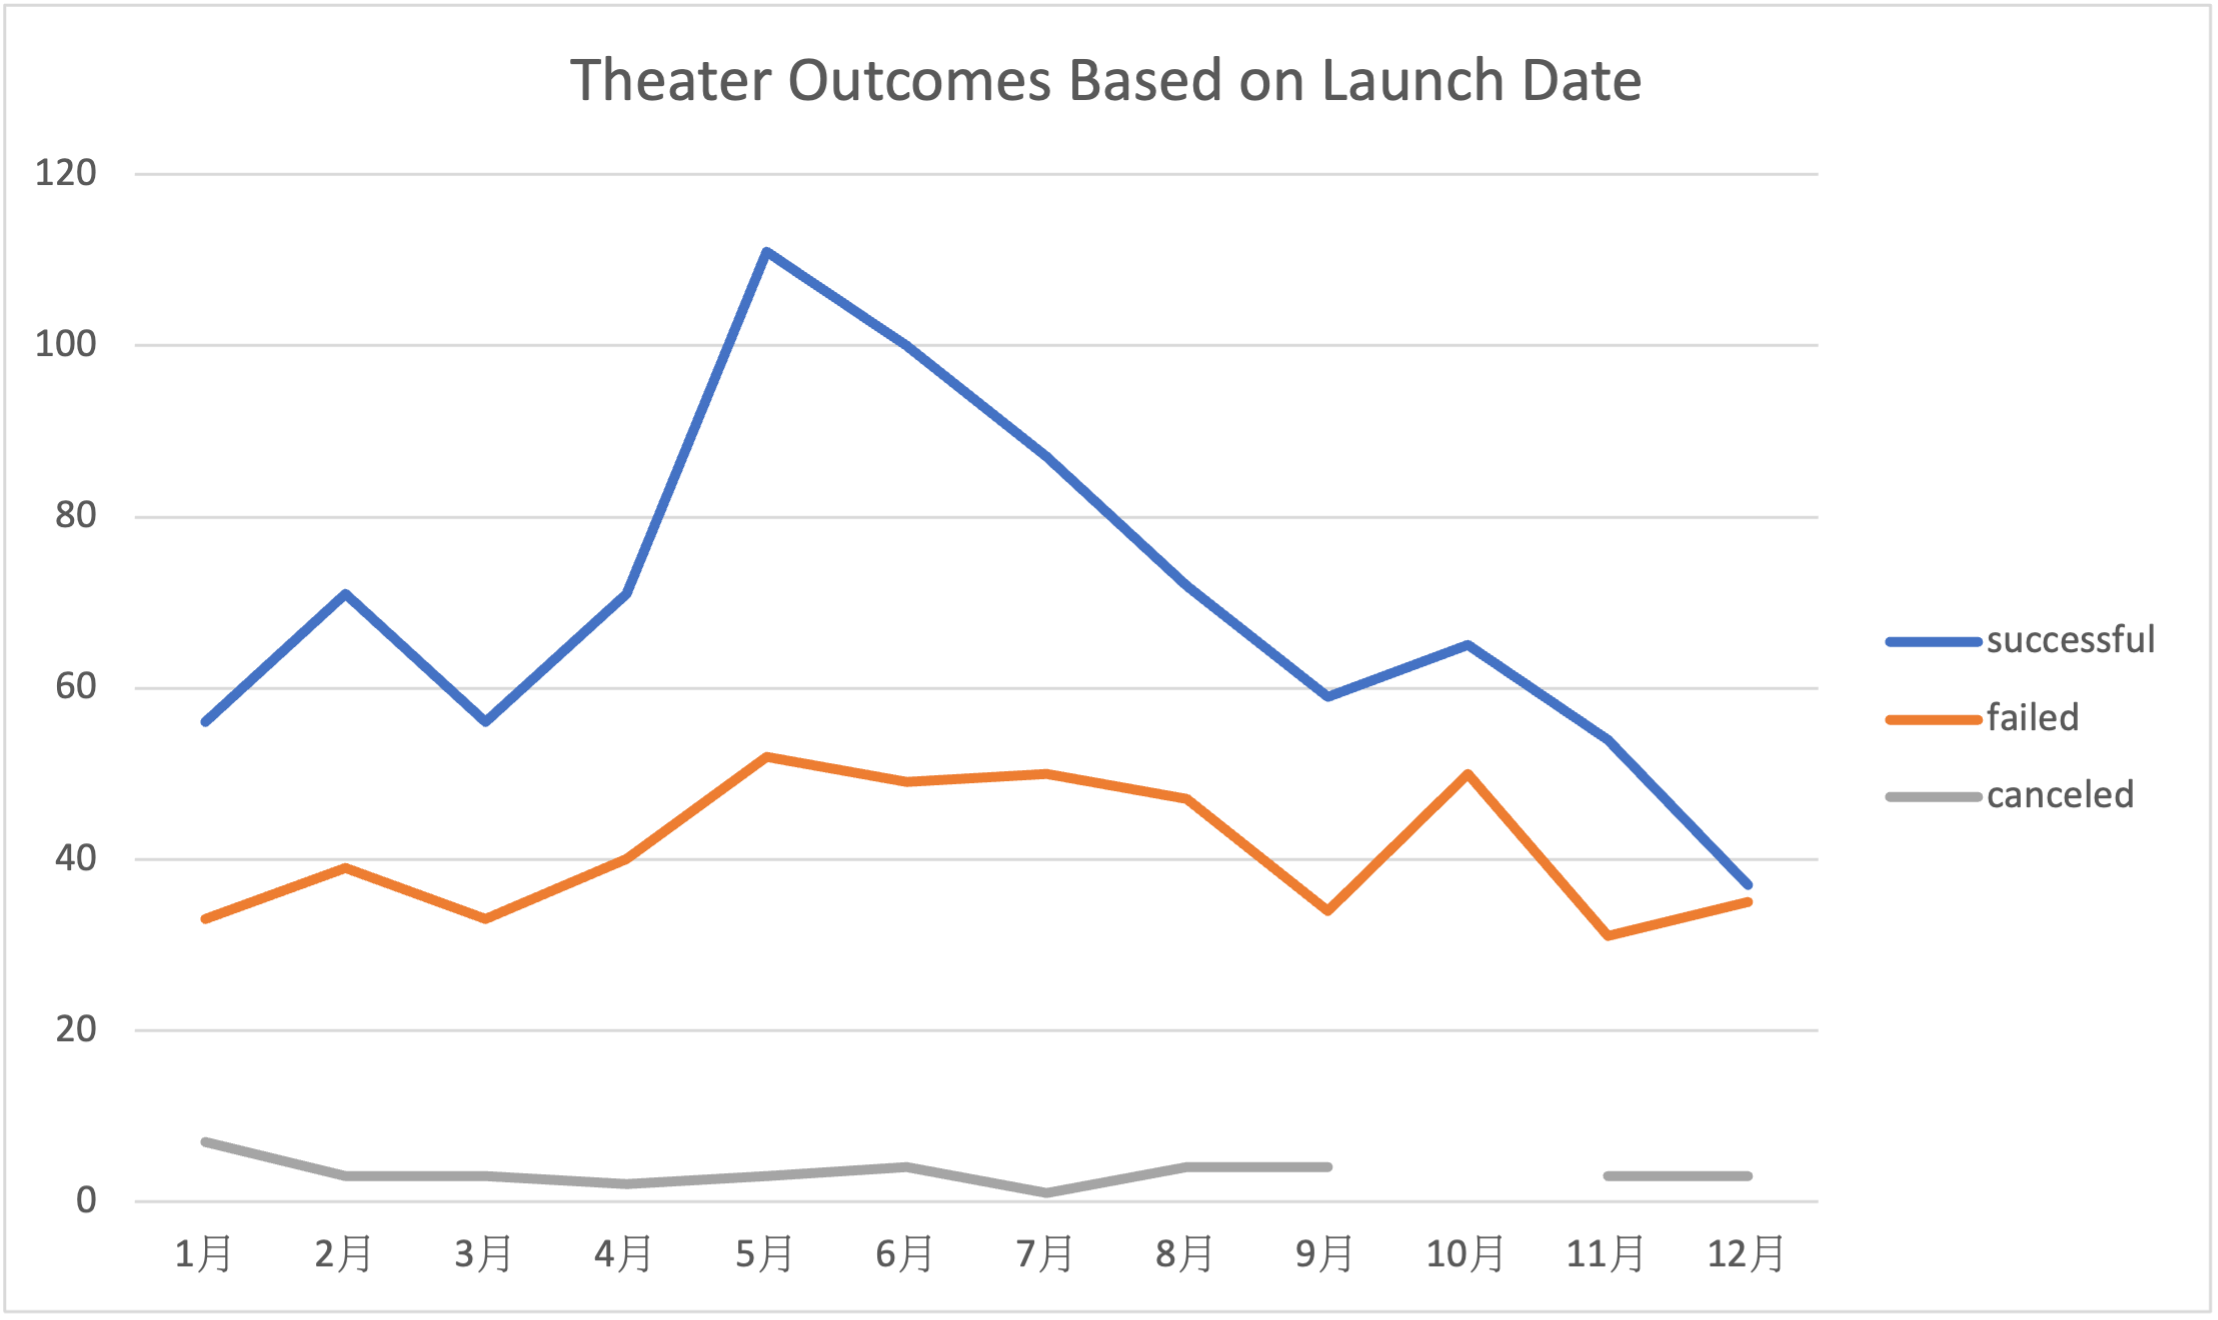 Theater Outcomes Based on Launch Date
120
100
80
60
40
20
0
1月 2月 3月 4月 5月 6月 7月 8月 9月 10月 11月 12月
successful
failed
canceled